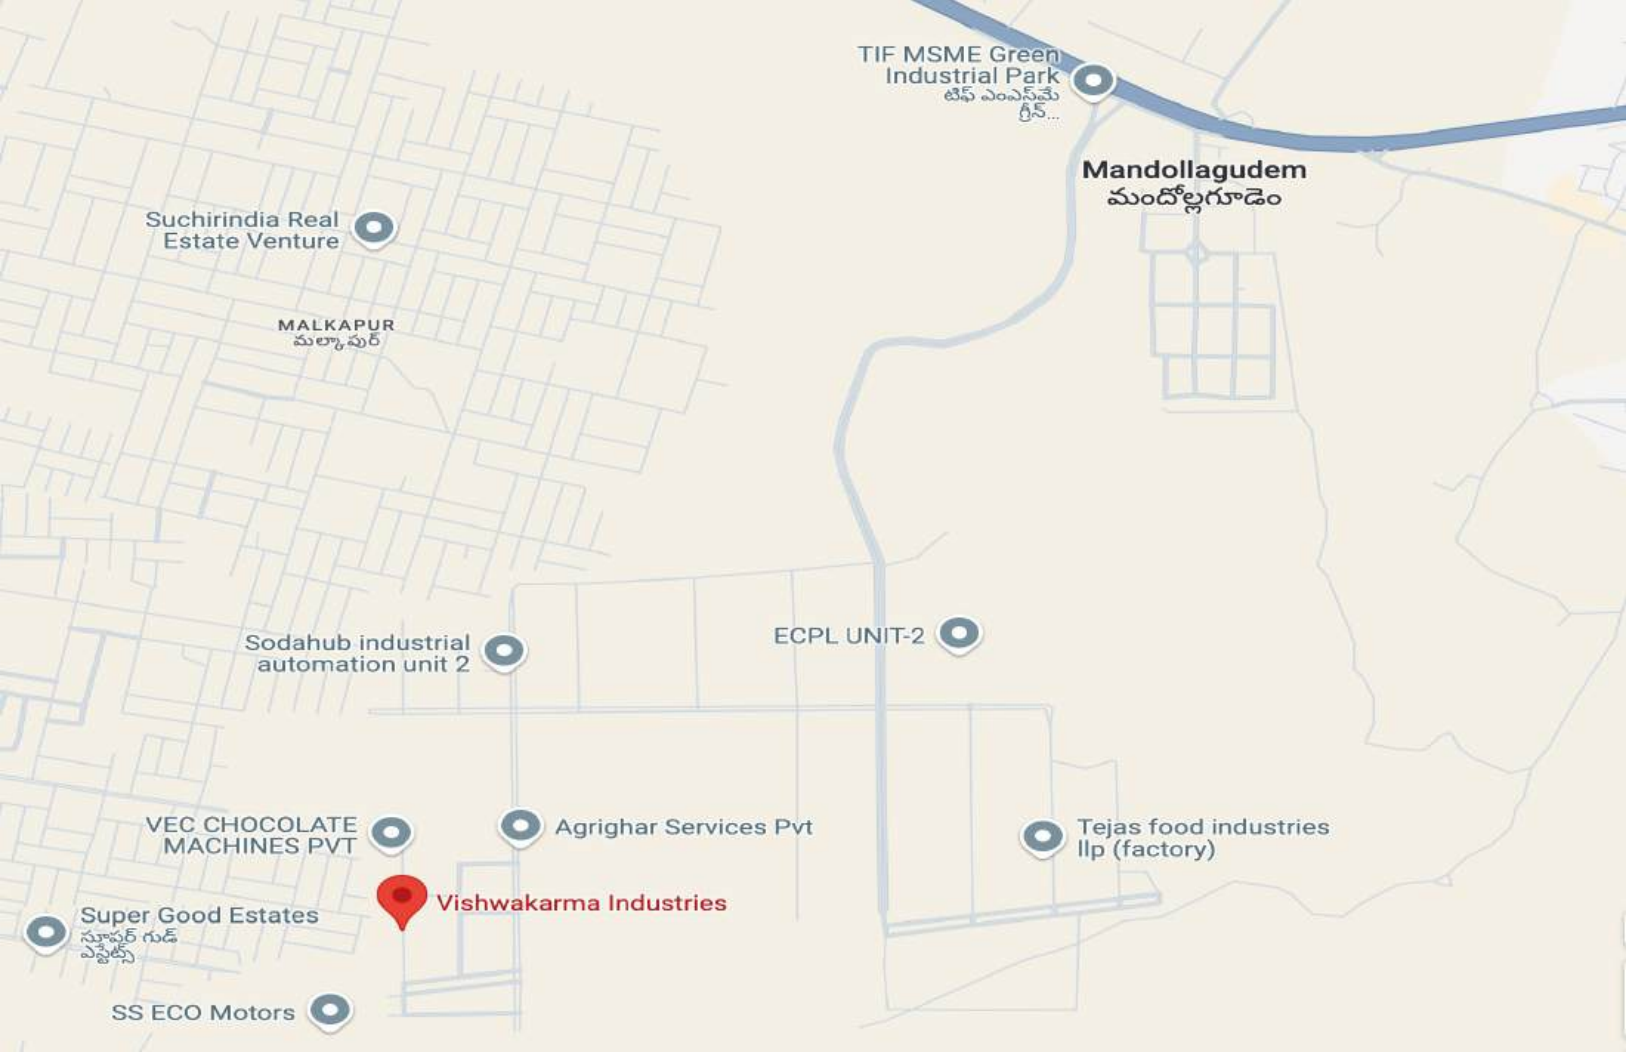 TIF MSME Green
Industrial Park
టిఫ్ ఎంఎస్‌మే
గ్రీన్...
Mandollagudem
మందోల్లగూడెం
Suchirindia Real
Estate Venture
MALKAPUR
మల్కాపుర్
Sodahub industrial
automation unit 2
ECPL UNIT-2
VEC CHOCOLATE
MACHINES PVT
Agrighar Services Pvt
Tejas food industries
llp (factory)
Vishwakarma Industries
Super Good Estates
సూపర్ గుడ్
ఎస్టేట్స్
SS ECO Motors